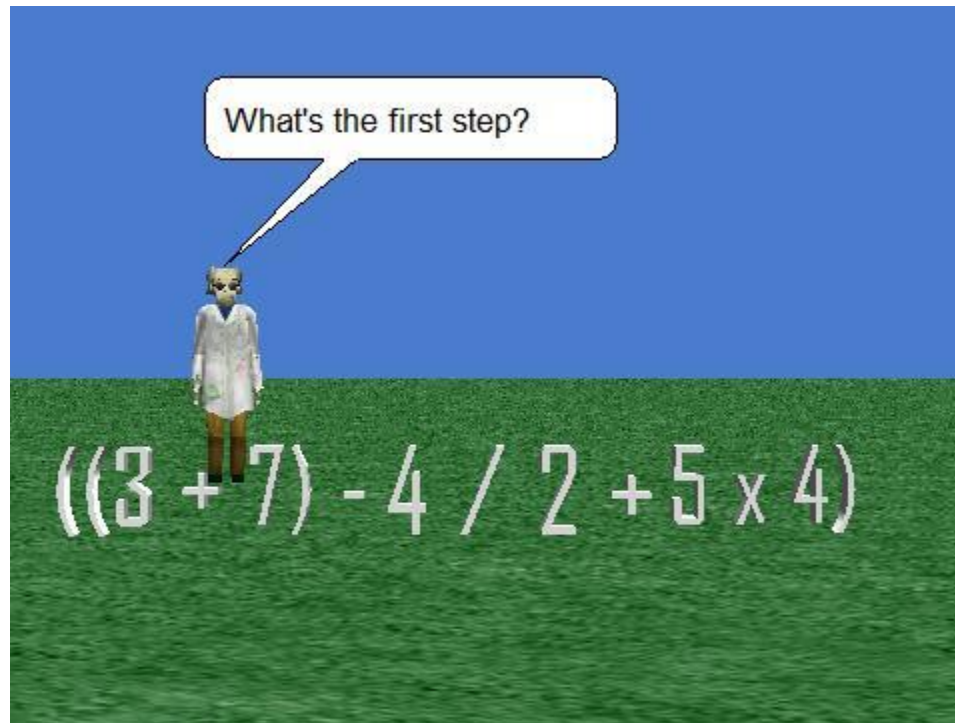 What's the first step?
((3 + 7) - 4 / 2 + 5 x 4)